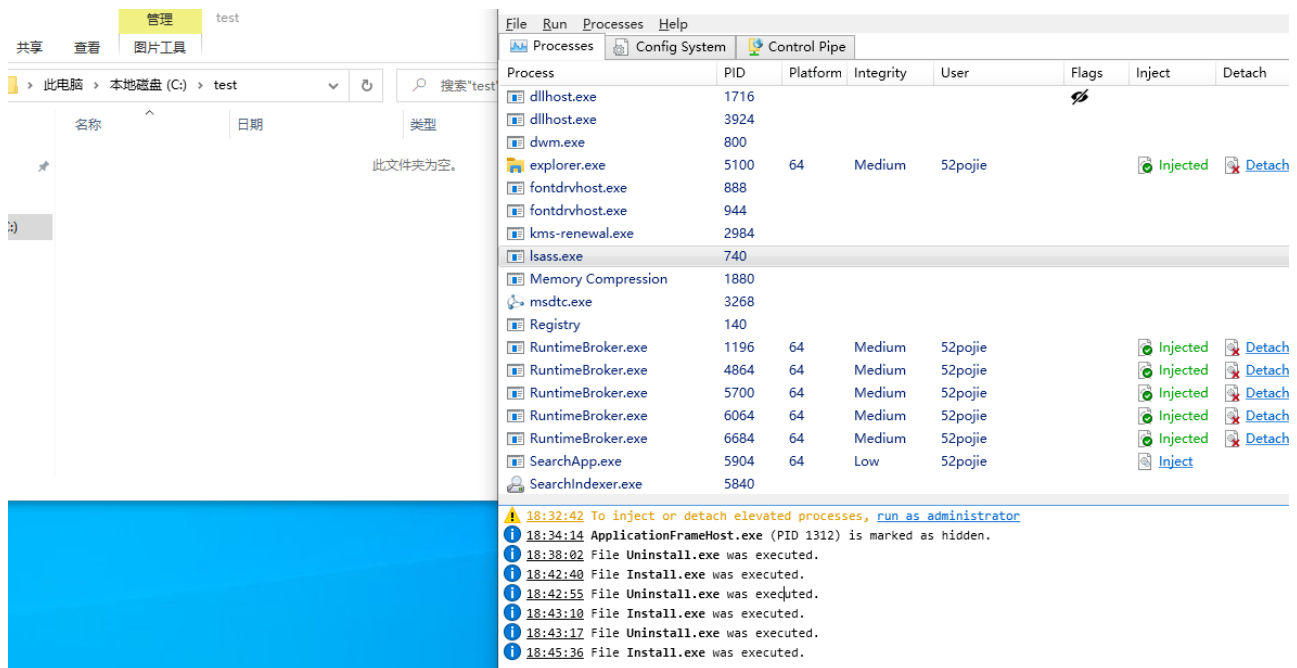 管理 test
共享 查看 图片工具
› 此电脑 › 本地磁盘 (C:) › test 搜索"test"
名称 日期 类型
此文件夹为空。
:)
File Run Processes Help
Processes Config System Control Pipe
Process PID Platform Integrity User Flags Inject Detach
dllhost.exe 1716
dllhost.exe 3924
dwm.exe 800
explorer.exe 5100 64 Medium 52pojie Injected Detach
fontdrvhost.exe 888
fontdrvhost.exe 944
kms-renewal.exe 2984
lsass.exe 740
Memory Compression 1880
msdtc.exe 3268
Registry 140
RuntimeBroker.exe 1196 64 Medium 52pojie Injected Detach
RuntimeBroker.exe 4864 64 Medium 52pojie Injected Detach
RuntimeBroker.exe 5700 64 Medium 52pojie Injected Detach
RuntimeBroker.exe 6064 64 Medium 52pojie Injected Detach
RuntimeBroker.exe 6684 64 Medium 52pojie Injected Detach
SearchApp.exe 5904 64 Low 52pojie Inject
SearchIndexer.exe 5840
18:32:42 To inject or detach elevated processes, run as administrator
18:34:14 ApplicationFrameHost.exe (PID 1312) is marked as hidden.
18:38:02 File Uninstall.exe was executed.
18:42:40 File Install.exe was executed.
18:42:55 File Uninstall.exe was executed.
18:43:10 File Install.exe was executed.
18:43:17 File Uninstall.exe was executed.
18:45:36 File Install.exe was executed.